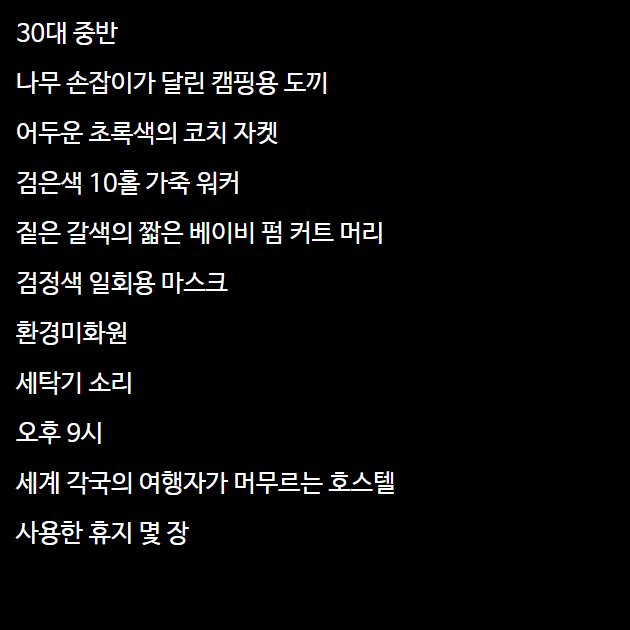 30대 중반
나무 손잡이가 달린 캠핑용 도끼
어두운 초록색의 코치 자켓
검은색 10홀 가죽 워커
짙은 갈색의 짧은 베이비 펌 커트 머리
검정색 일회용 마스크
환경미화원
세탁기 소리
오후 9시
세계 각국의 여행자가 머무르는 호스텔
사용한 휴지 몇 장